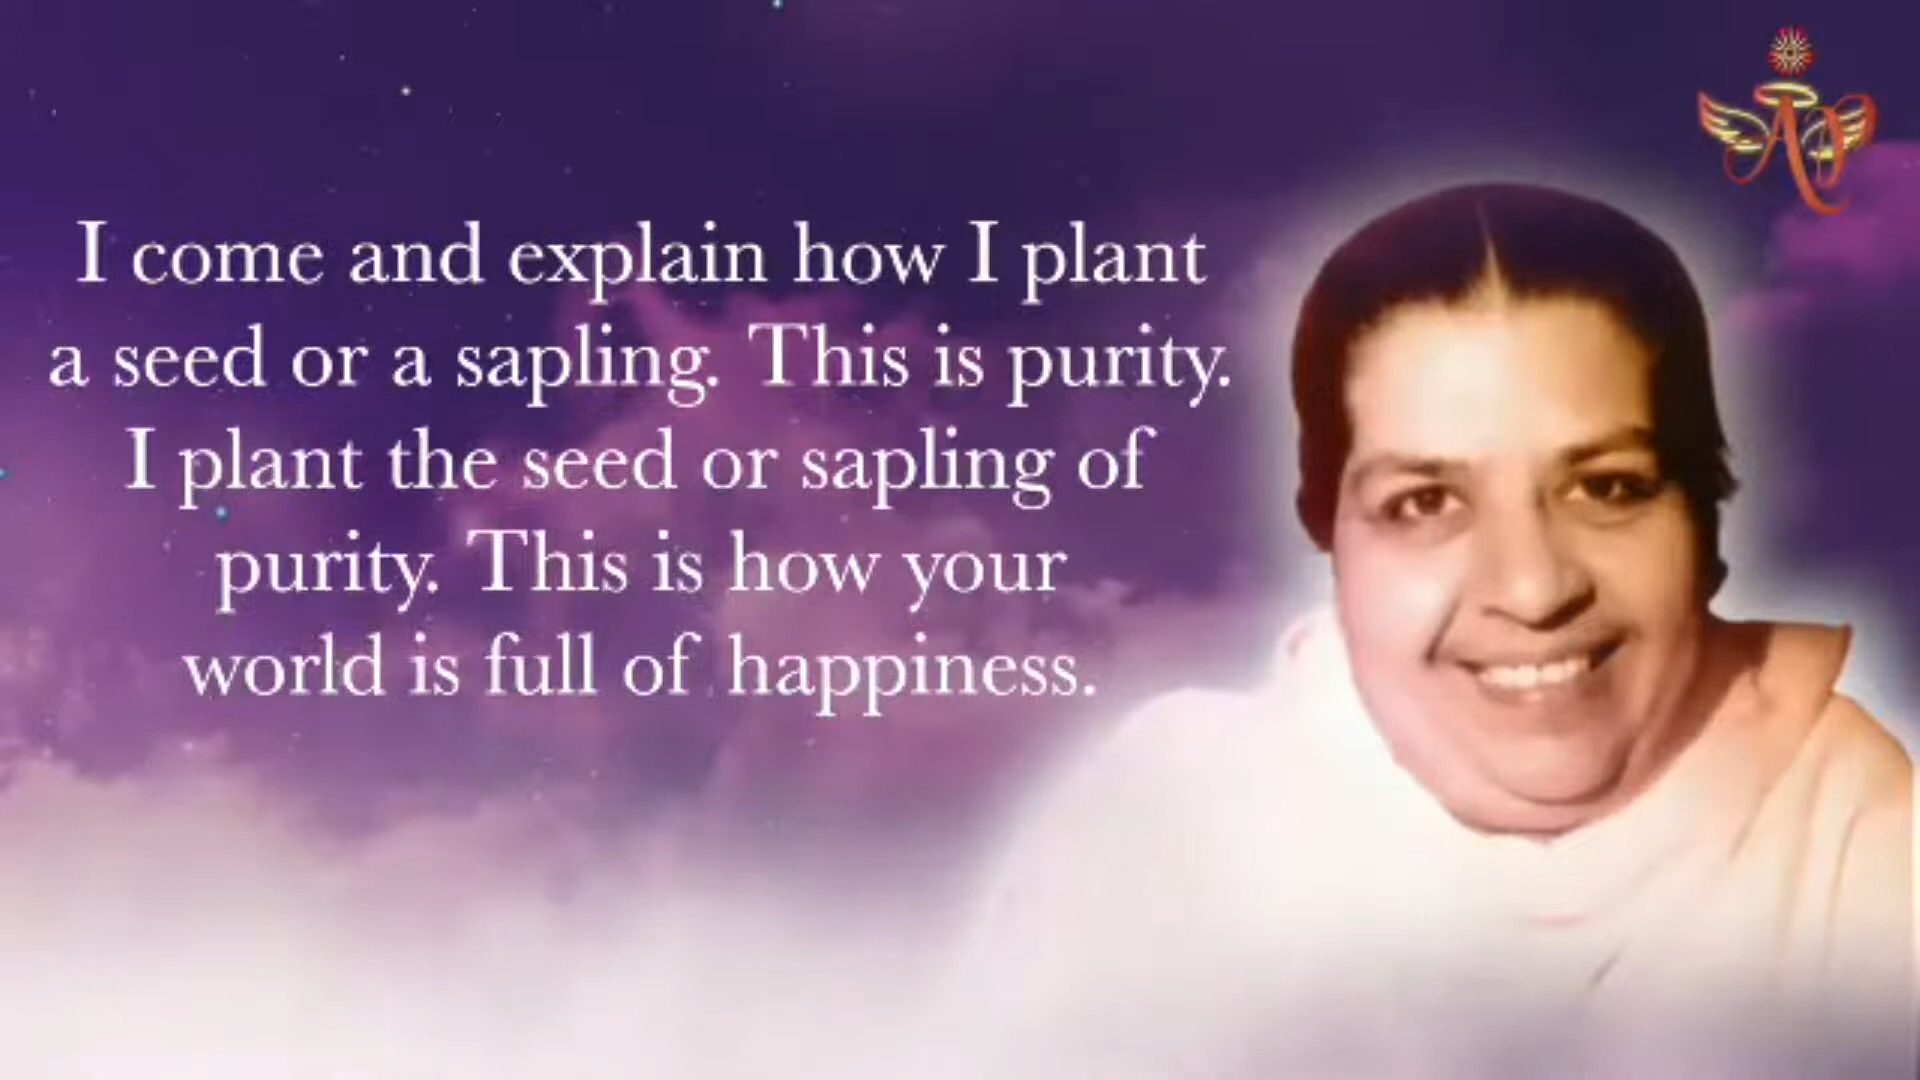 I come and explain how I plant
a seed or a sapling. This is purity.
I plant the seed or sapling of
purity. This is how your
world is full of happiness.